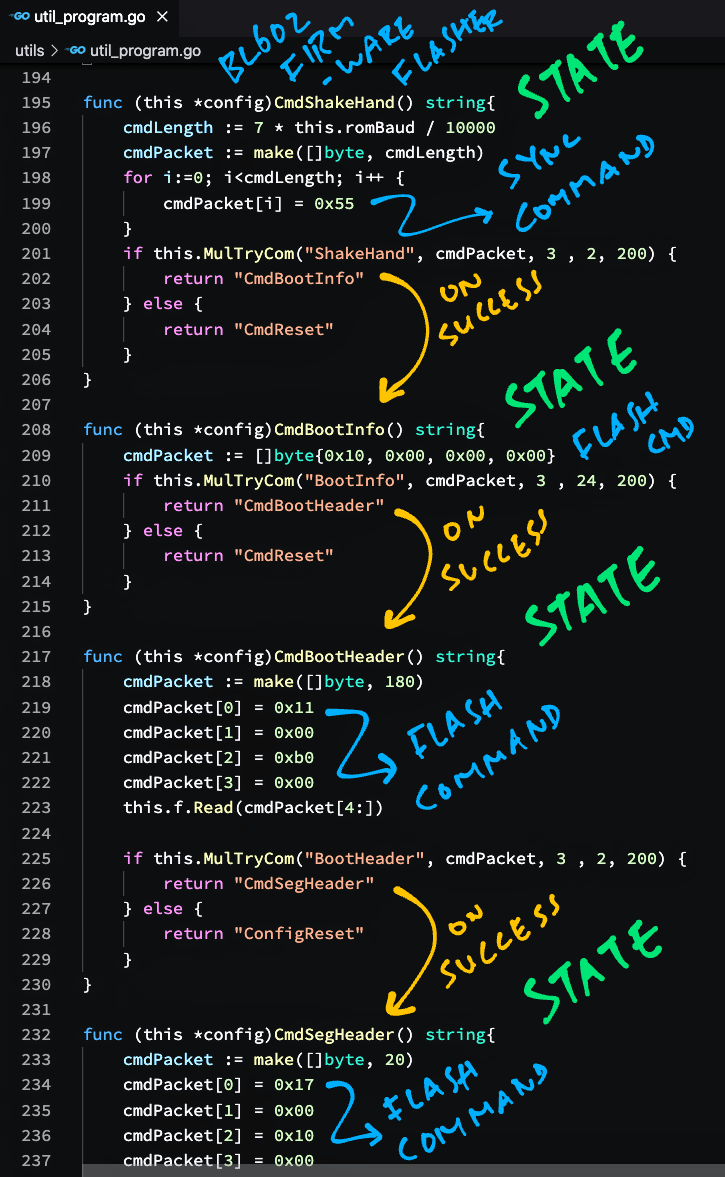 GO util_program.go ×
utils > GO util_program.go
BL602 FIRM-WARE FLASHER
194
195 func (this *config)CmdShakeHand() string{
STATE
196 cmdLength := 7 * this.romBaud / 10000
197 cmdPacket := make([]byte, cmdLength)
198 for i:=0; i<cmdLength; i++ {
199 cmdPacket[i] = 0x55
SYNC
COMMAND
200 }
201 if this.MulTryCom("ShakeHand", cmdPacket, 3 , 2, 200) {
202 return "CmdBootInfo"
ON
SUCCESS
203 } else {
204 return "CmdReset"
205 }
206 }
207
208 func (this *config)CmdBootInfo() string{
STATE
209 cmdPacket := []byte{0x10, 0x00, 0x00, 0x00}
FLASH
CMD
210 if this.MulTryCom("BootInfo", cmdPacket, 3 , 24, 200) {
211 return "CmdBootHeader"
ON
SUCCESS
212 } else {
213 return "CmdReset"
214 }
215 }
216
217 func (this *config)CmdBootHeader() string{
STATE
218 cmdPacket := make([]byte, 180)
219 cmdPacket[0] = 0x11
FLASH
COMMAND
220 cmdPacket[1] = 0x00
221 cmdPacket[2] = 0xb0
222 cmdPacket[3] = 0x00
223 this.f.Read(cmdPacket[4:])
224
225 if this.MulTryCom("BootHeader", cmdPacket, 3 , 2, 200) {
226 return "CmdSegHeader"
ON
SUCCESS
227 } else {
228 return "ConfigReset"
229 }
230 }
231
232 func (this *config)CmdSegHeader() string{
STATE
233 cmdPacket := make([]byte, 20)
234 cmdPacket[0] = 0x17
FLASH
COMMAND
235 cmdPacket[1] = 0x00
236 cmdPacket[2] = 0x10
237 cmdPacket[3] = 0x00